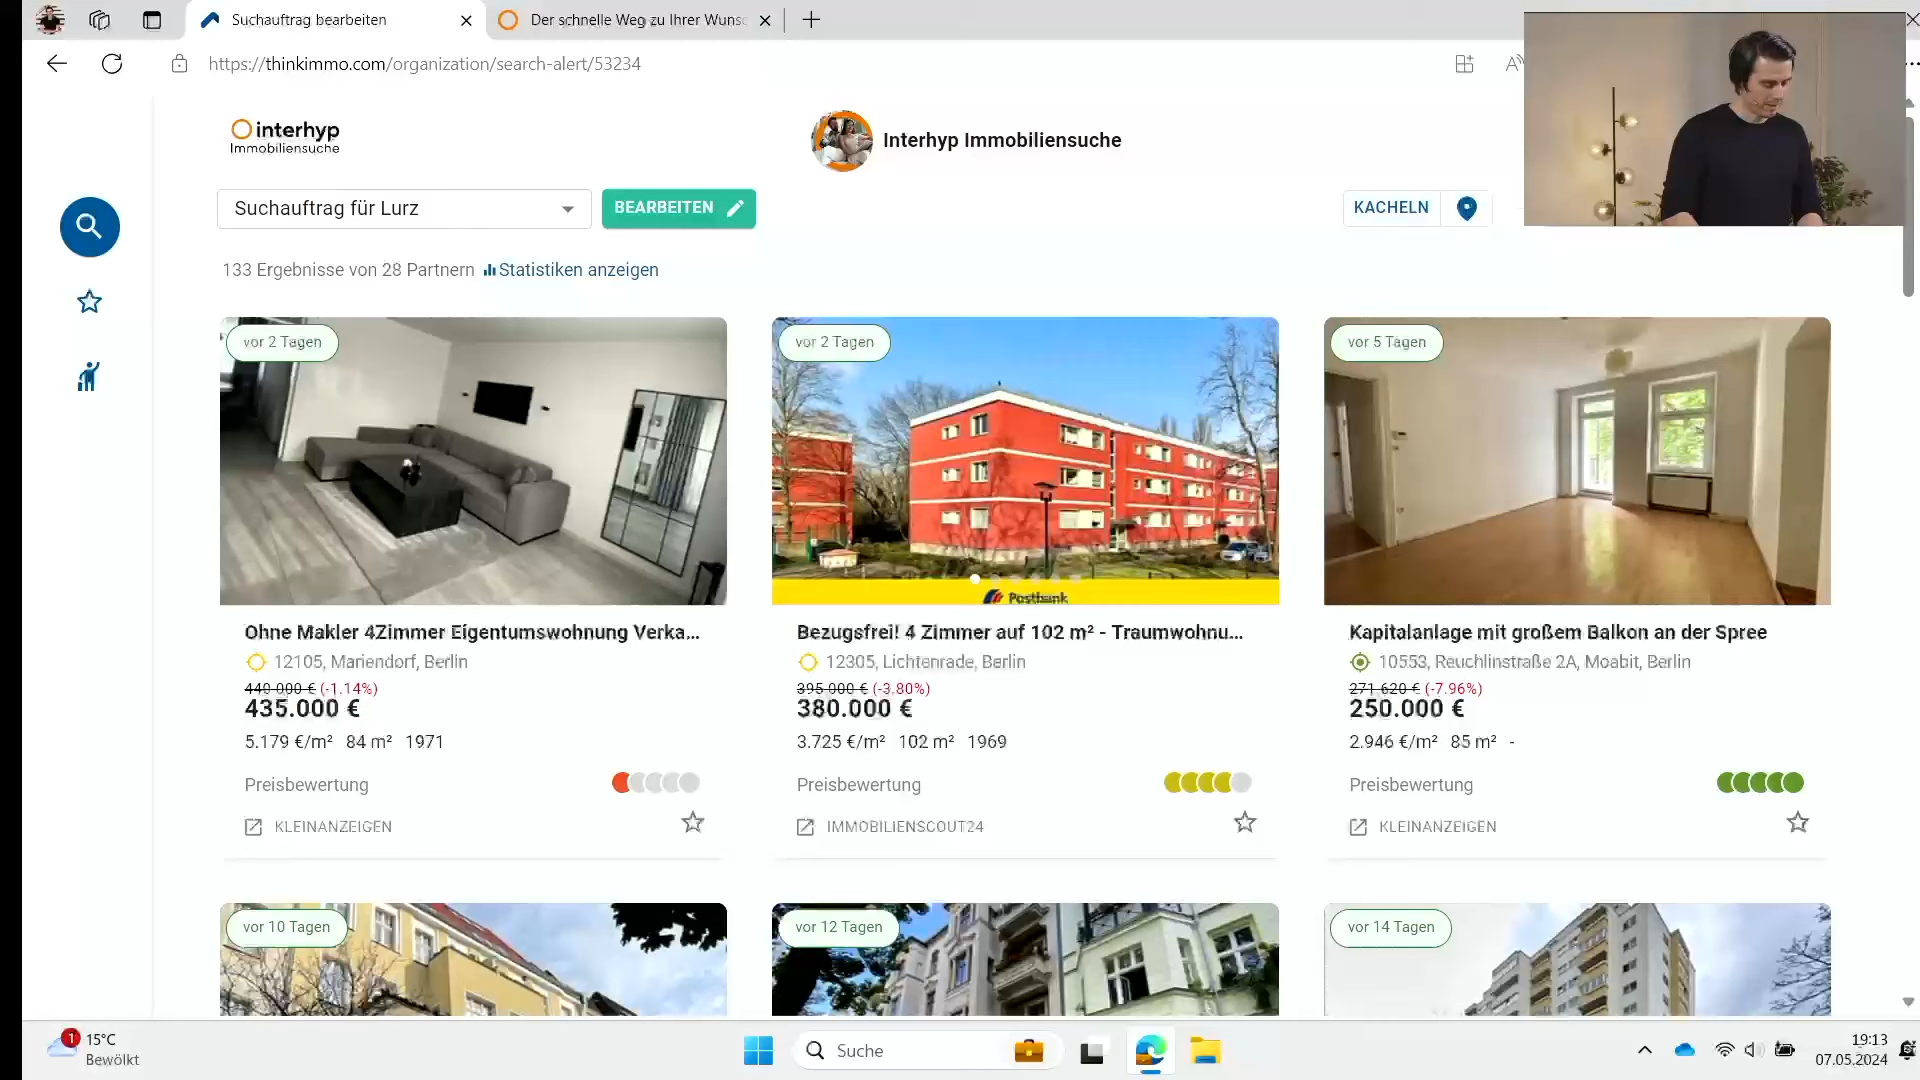 Suchauftrag bearbeiten
Der schnelle Weg zu Ihrer Wuns
https://thinkimmo.com/organization/search-alert/53234
interhyp
Immobiliensuche
Interhyp Immobiliensuche
Suchauftrag für Lurz
BEARBEITEN
KACHELN
133 Ergebnisse von 28 Partnern
Statistiken anzeigen
vor 2 Tagen
Ohne Makler 4Zimmer Eigentumswohnung Verka...
12105, Mariendorf, Berlin
440 000 € (-1.14%)
435.000 €
5.179 €/m² 84 m² 1971
Preisbewertung
KLEINANZEIGEN
vor 2 Tagen
Postbank
Bezugsfrei! 4 Zimmer auf 102 m² - Traumwohnu...
12305, Lichtenrade, Berlin
395 000 € (-3.80%)
380.000 €
3.725 €/m² 102 m² 1969
Preisbewertung
IMMOBILIENSCOUT24
vor 5 Tagen
Kapitalanlage mit großem Balkon an der Spree
10553, Reuchlinstraße 2A, Moabit, Berlin
271 620 € (-7.96%)
250.000 €
2.946 €/m² 85 m² -
Preisbewertung
KLEINANZEIGEN
vor 10 Tagen
vor 12 Tagen
vor 14 Tagen
1
15°C
Bewölkt
Suche
19:13
07.05.2024